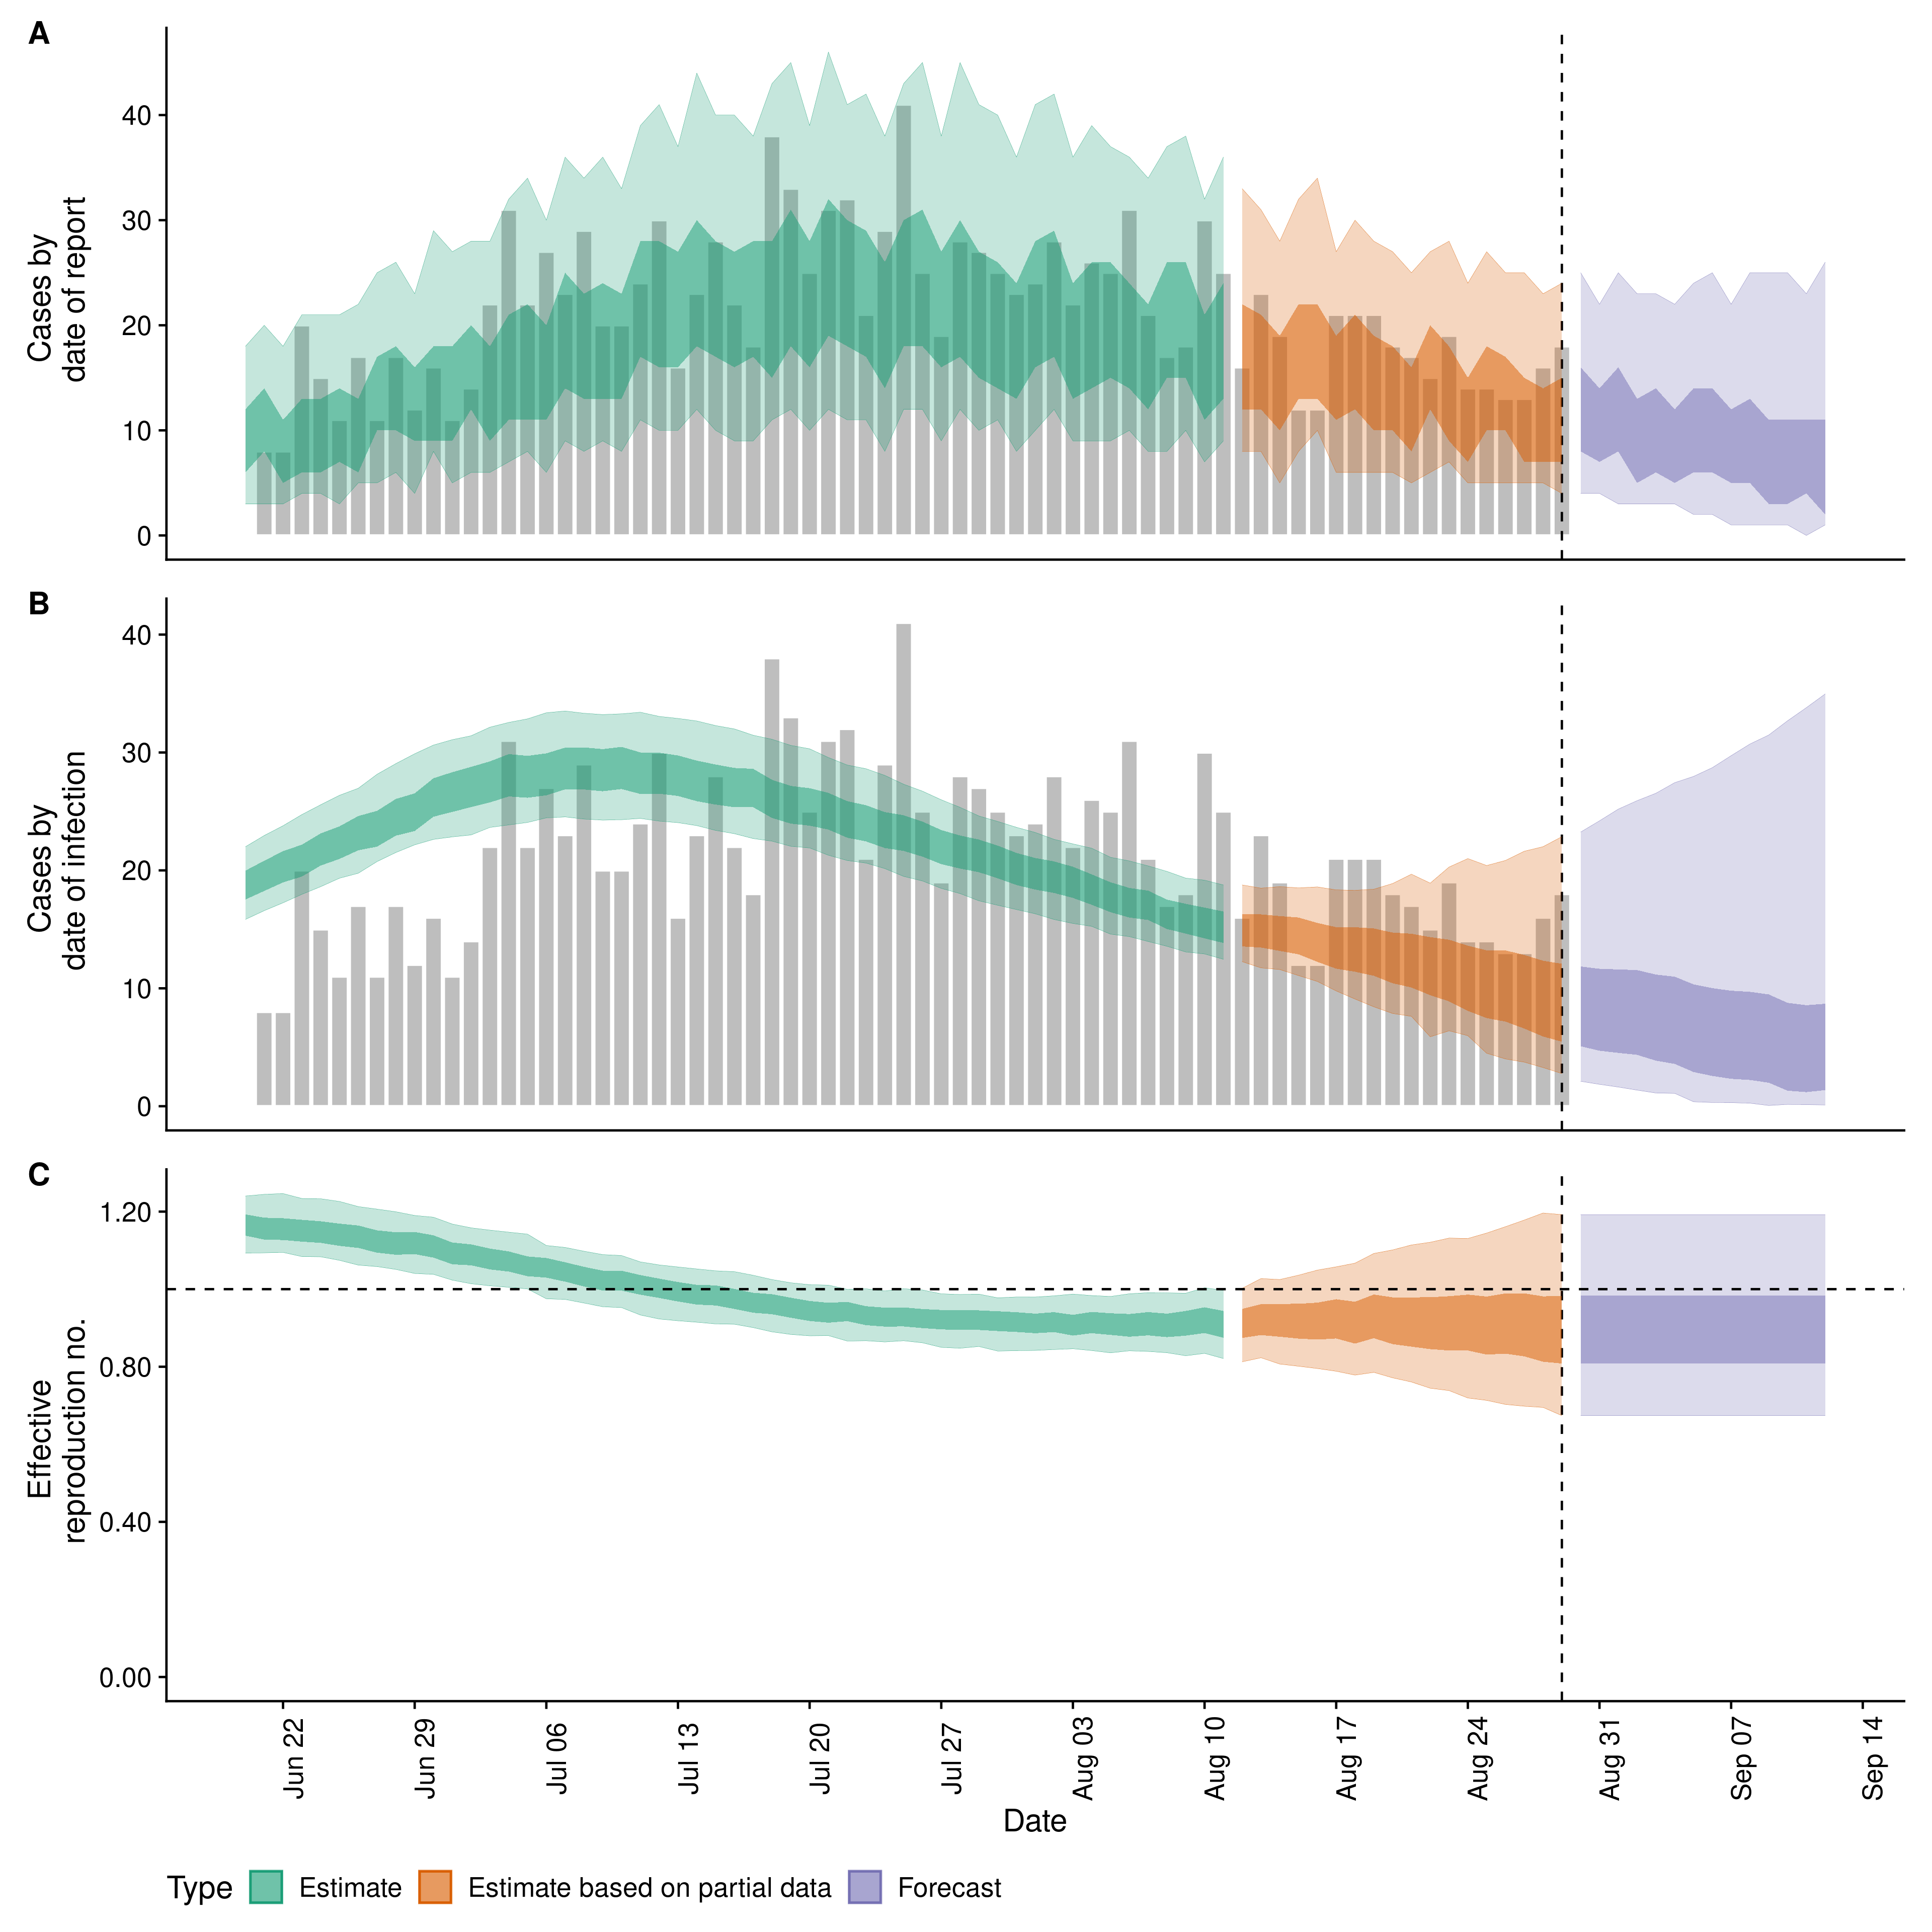 A
Cases by
date of report
40
30
20
10
0
B
Cases by
date of infection
40
30
20
10
0
C
Effective
reproduction no.
1.20
0.80
0.40
0.00
Jun 22
Jun 29
Jul 06
Jul 13
Jul 20
Jul 27
Aug 03
Aug 10
Aug 17
Aug 24
Aug 31
Sep 07
Sep 14
Date
Type Estimate Estimate based on partial data Forecast